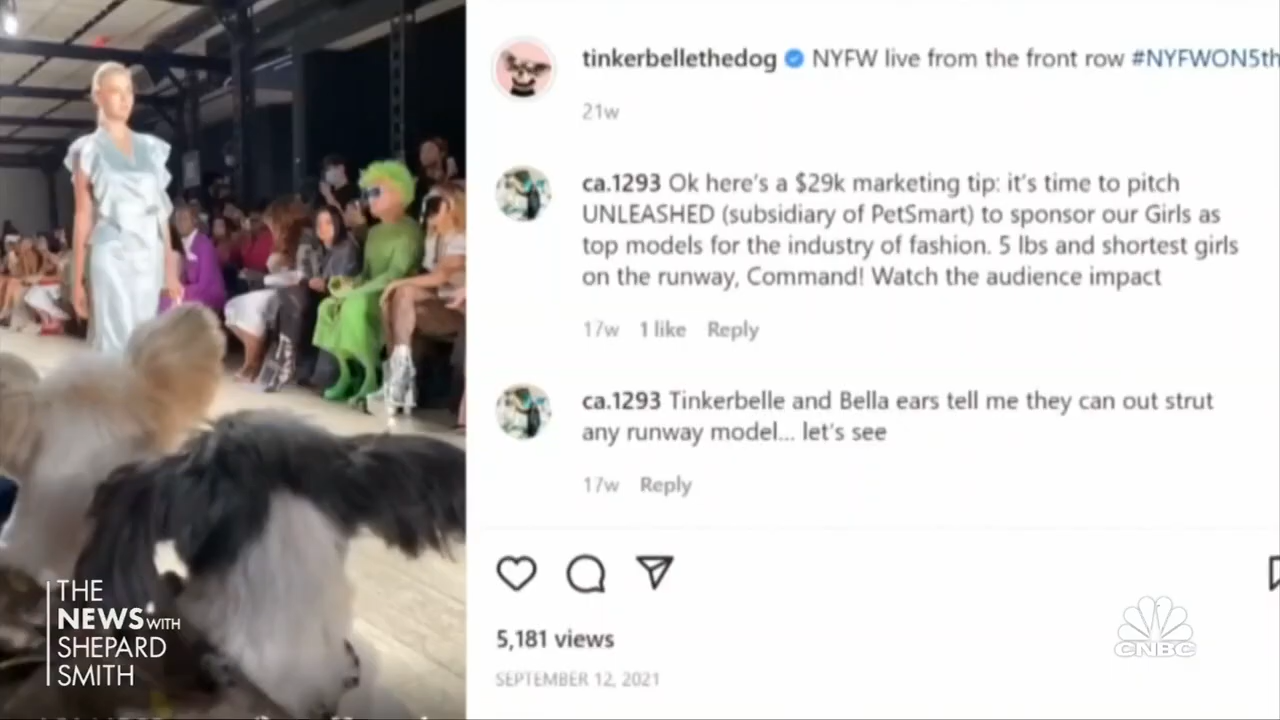 tinkerbellethedog NYFW live from the front row #NYFWON5th
21w
ca.1293 Ok here's a $29k marketing tip: it's time to pitch
UNLEASHED (subsidiary of PetSmart) to sponsor our Girls as
top models for the industry of fashion. 5 lbs and shortest girls
on the runway, Command! Watch the audience impact
17w 1 like Reply
ca.1293 Tinkerbelle and Bella ears tell me they can out strut
any runway model... let's see
17w Reply
5,181 views
SEPTEMBER 12, 2021
THE
NEWS WITH
SHEPARD
SMITH
CNBC